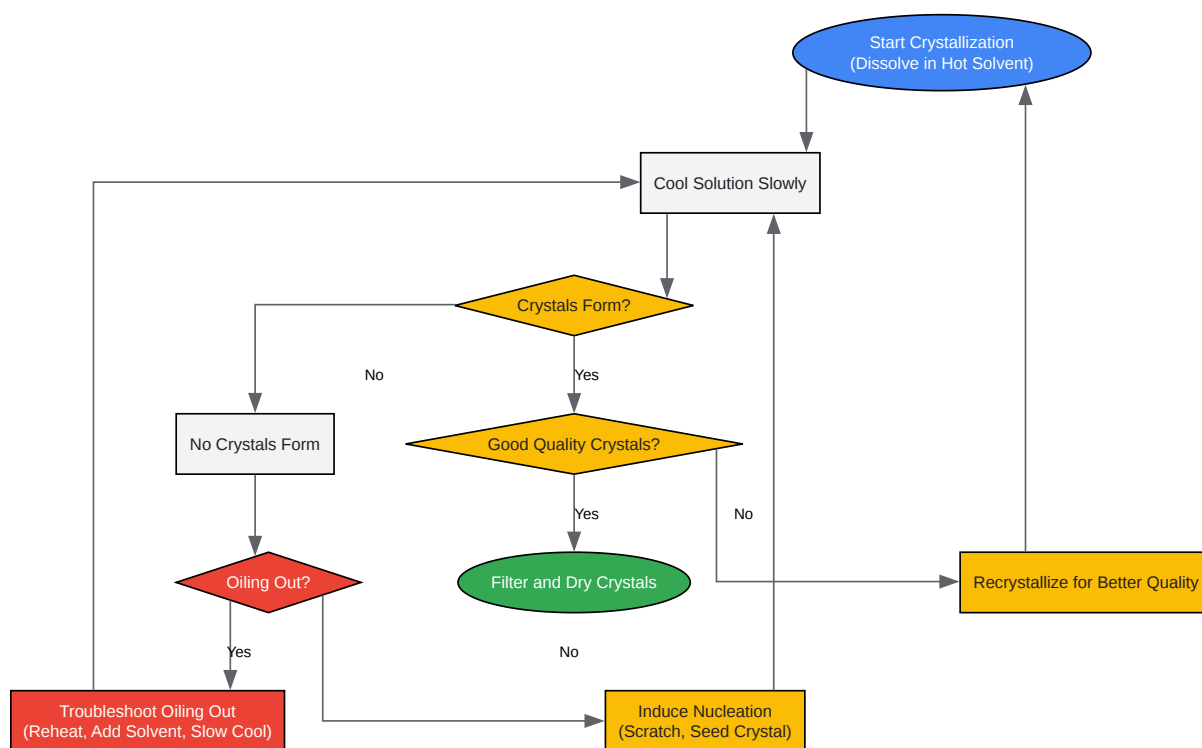 Start Crystallization
(Dissolve in Hot Solvent)
Cool Solution Slowly
Crystals Form?
No
Yes
No Crystals Form
Good Quality Crystals?
Yes
No
Oiling Out?
Filter and Dry Crystals
Recrystallize for Better Quality
Yes
No
Troubleshoot Oiling Out
(Reheat, Add Solvent, Slow Cool)
Induce Nucleation
(Scratch, Seed Crystal)